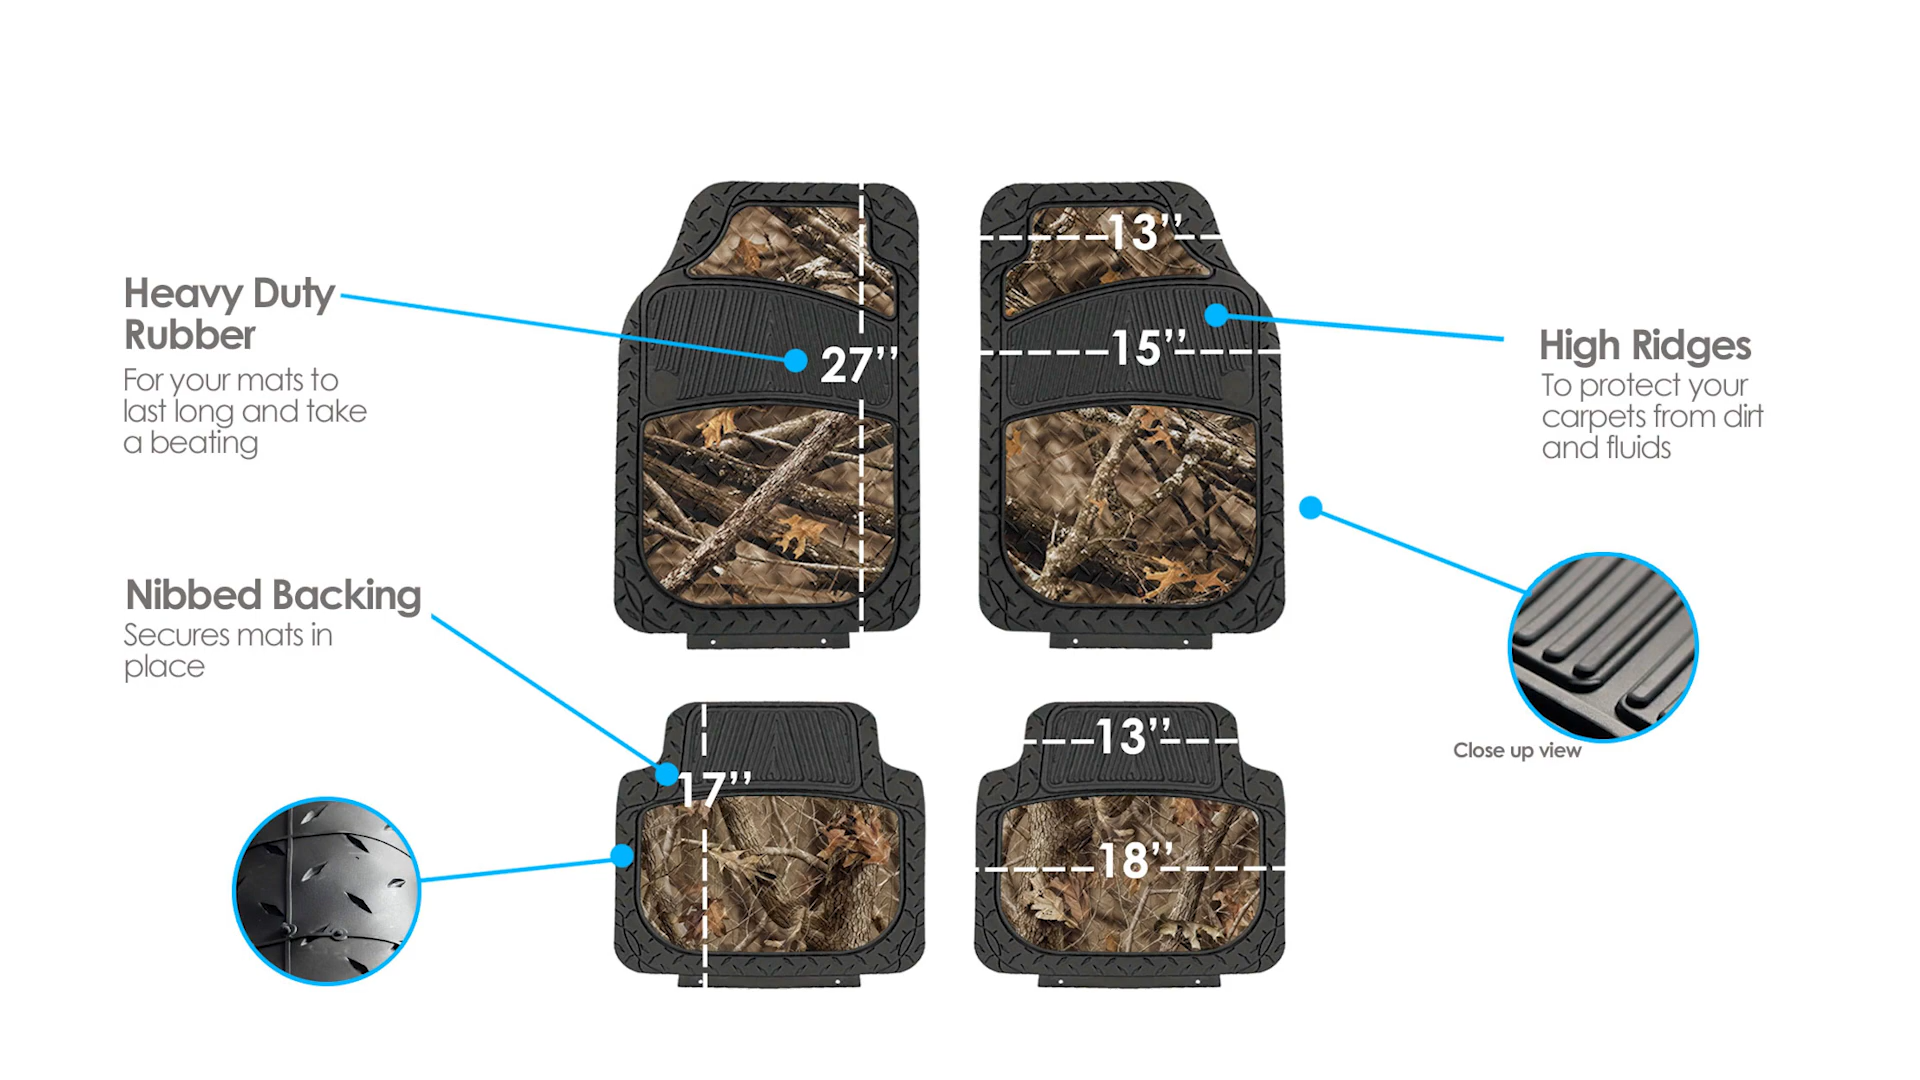 Heavy Duty
Rubber
For your mats to
last long and take
a beating
Nibbed Backing
Secures mats in
place
27’’
13’’
15’’
17’’
13’’
18’’
High Ridges
To protect your
carpets from dirt
and fluids
Close up view